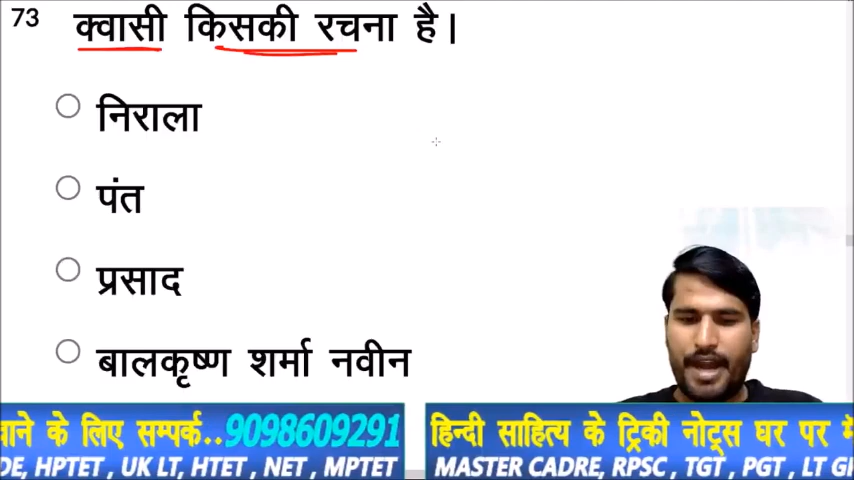 73 क्वासी किसकी रचना है।
निराला
पंत
प्रसाद
बालकृष्ण शर्मा नवीन
के लिए सम्पर्क..9098609291 हिन्दी साहित्य के ट्रिकी नोट्स घर पर
HPTET, UK LT, HTET, NET, MPTET MASTER CADRE, RPSC, TGT, PGT, LT